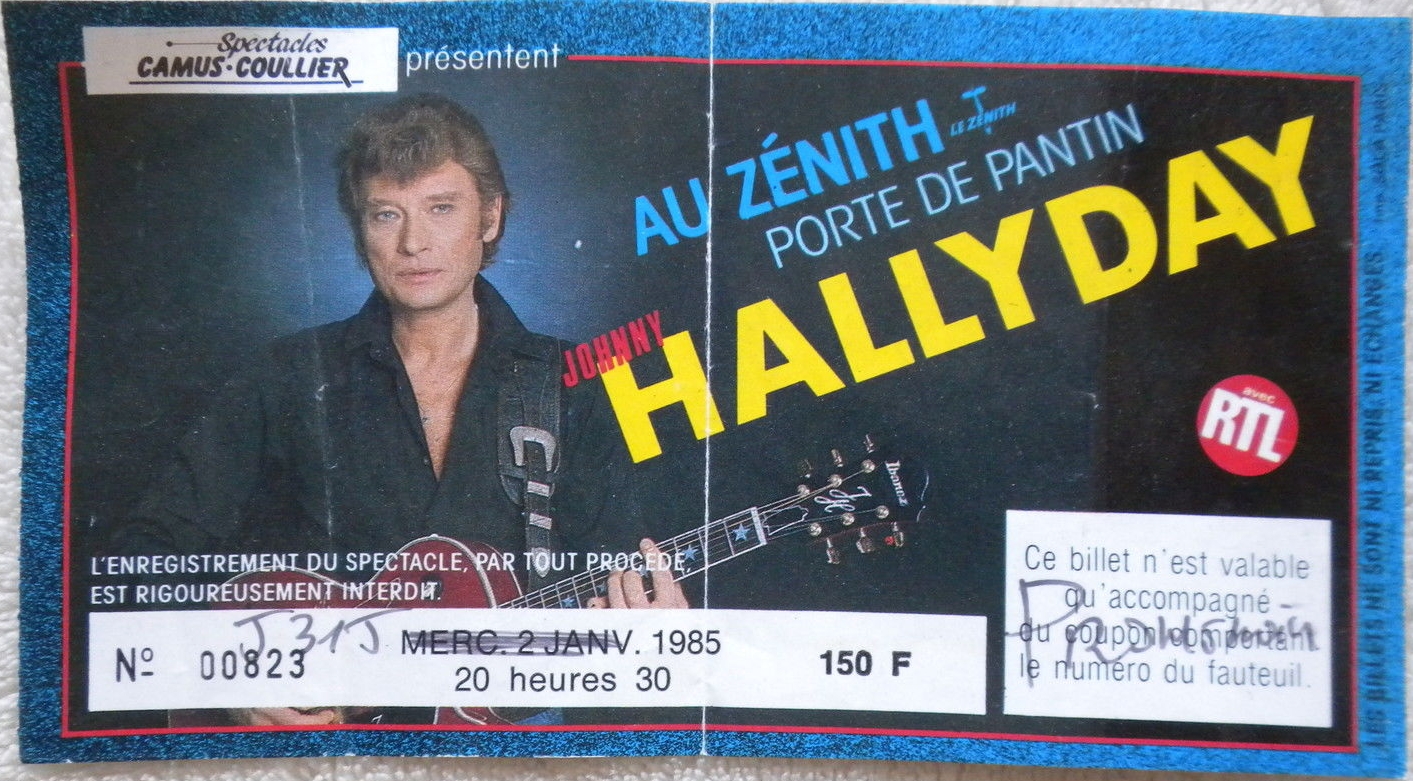 Spectacles
CAMUS·COULLIER
présentent
AU ZÉNITH
LE ZÉNITH
PORTE DE PANTIN
JOHNNY
HALLYDAY
avec
RTL
Ibanez
JH
L'ENREGISTREMENT DU SPECTACLE, PAR TOUT PROCÉDÉ,
EST RIGOUREUSEMENT INTERDIT.
Nº 00823
MERC. 2 JANV. 1985
20 heures 30
150 F
Ce billet n'est valable
qu'accompagné
du coupon comportant
le numéro du fauteuil.
Les BILLETS NE SONT NI REPRIS, NI ECHANGES